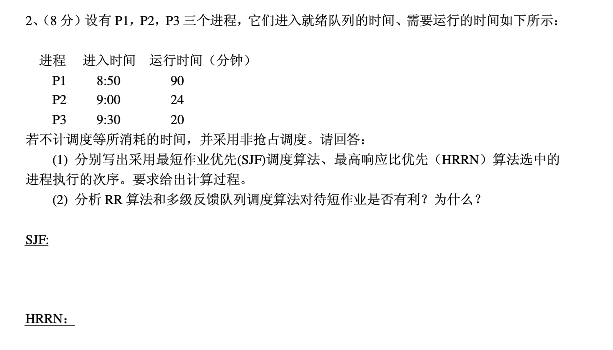 2、（8 分）设有 P1，P2，P3 三个进程，它们进入就绪队列的时间、需要运行的时间如下所示：
进程 进入时间 运行时间（分钟）
P1 8:50 90
P2 9:00 24
P3 9:30 20
若不计调度等所消耗的时间，并采用非抢占调度。请回答：
(1) 分别写出采用最短作业优先(SJF)调度算法、最高响应比优先（HRRN）算法选中的
进程执行的次序。要求给出计算过程。
(2) 分析 RR 算法和多级反馈队列调度算法对待短作业是否有利？为什么？
SJF:
HRRN：